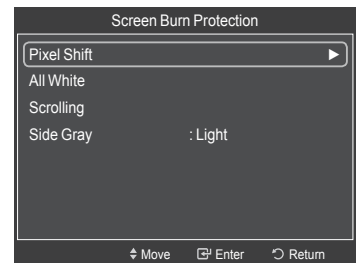 Screen Burn Protection
Pixel Shift ►
All White
Scrolling
Side Gray : Light
Move Enter Return